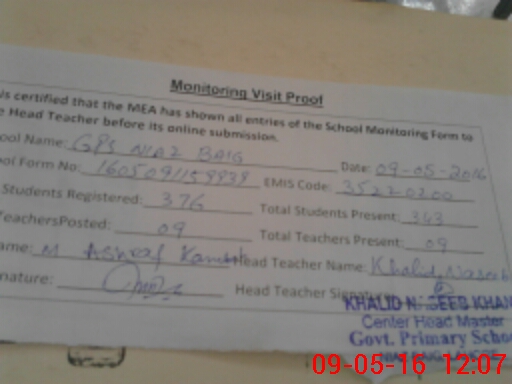 Monitoring Visit Proof
is certified that the MEA has shown all entries of the School Monitoring Form to
e Head Teacher before its online submission.
ool Name: GPS NIAZ BAIG Date: 09-05-2016
ool Form No: EMIS Code: 35220200
Students Registered: 376 Total Students Present: 363
TeachersPosted: 09 Total Teachers Present: 09
ame: M Ashraf Head Teacher Name: Khalid
nature: Head Teacher Signature
KHALID N SEEB KHAN
Center Head Master
Govt. Primary Schoo
09-05-16 12:07